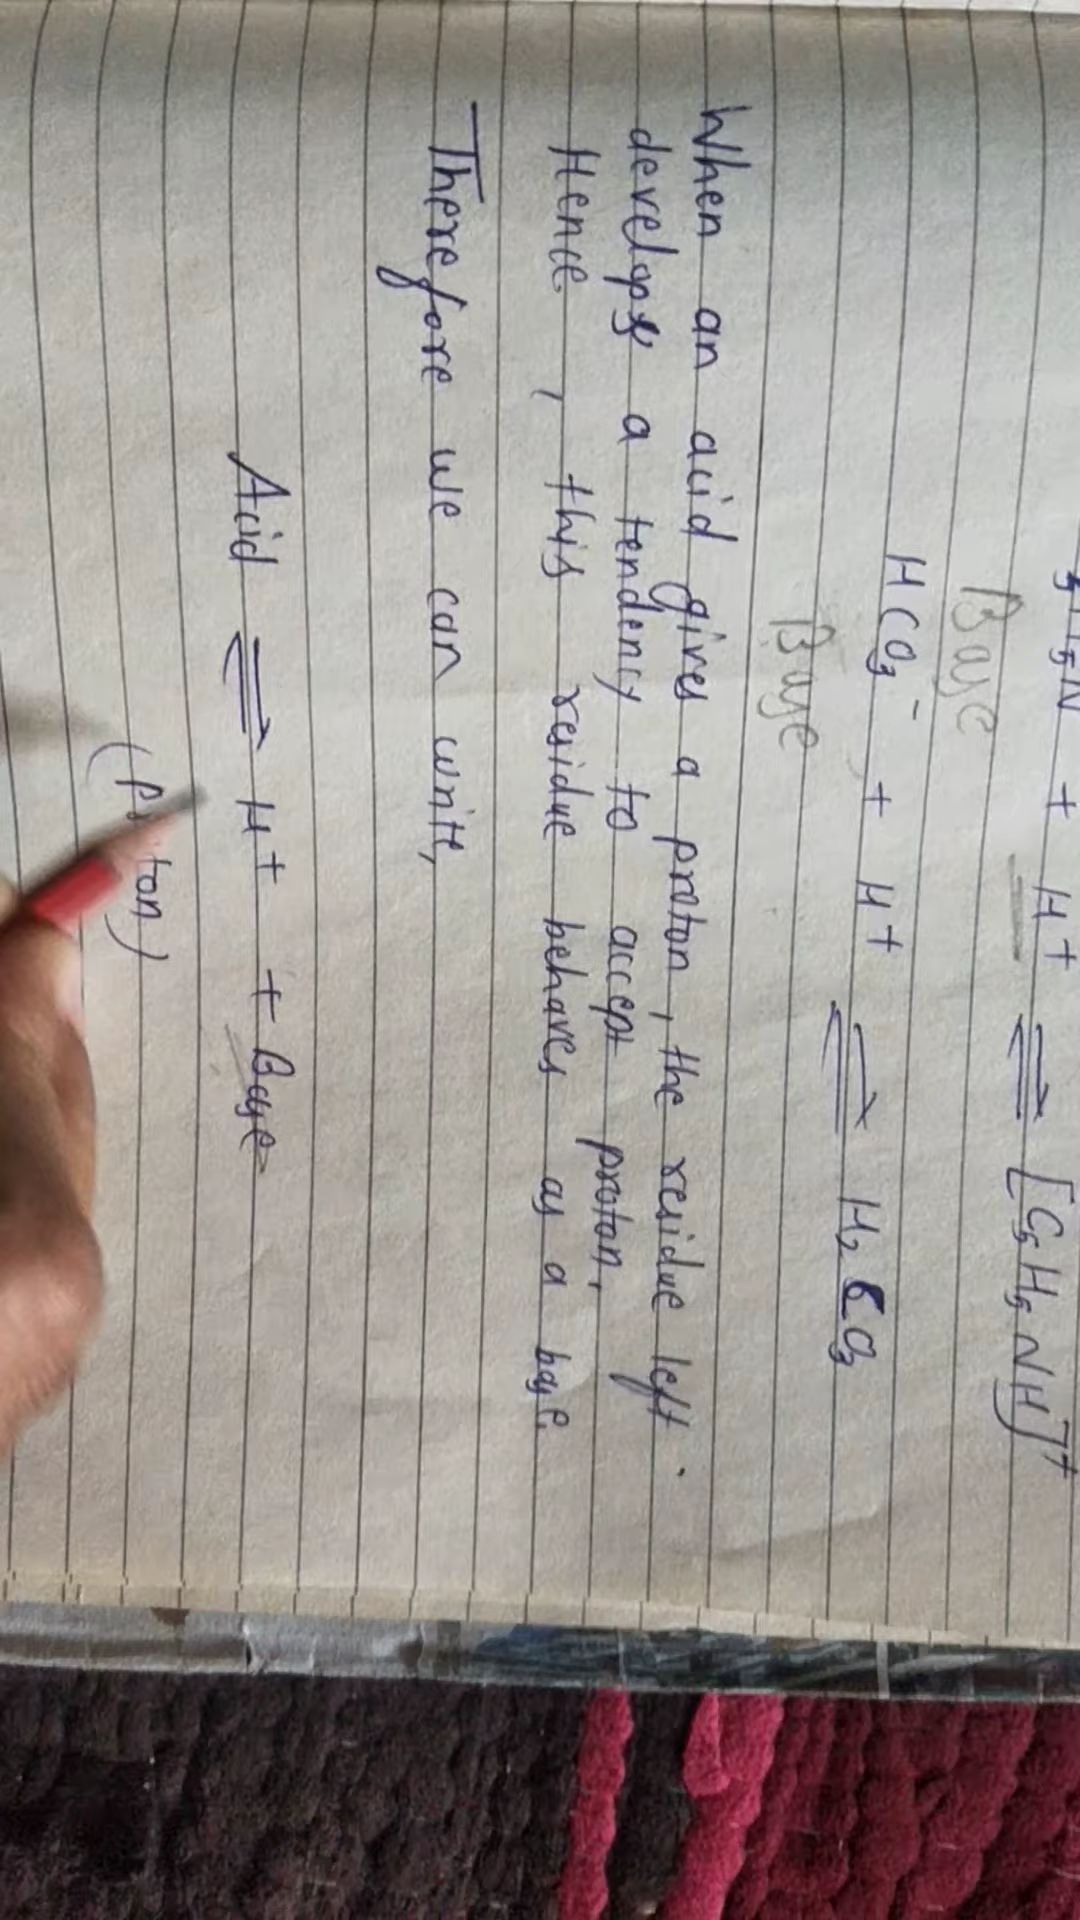 5H5N + H+ ⇌ [C5H5NH]+
Base
HCO3- + H+ ⇌ H2CO3
Base
When an acid gives a proton, the residue left
develops a tendency to accept proton.
Hence, this residue behaves as a base.
Therefore we can write,
Acid ⇌ H+ + Base